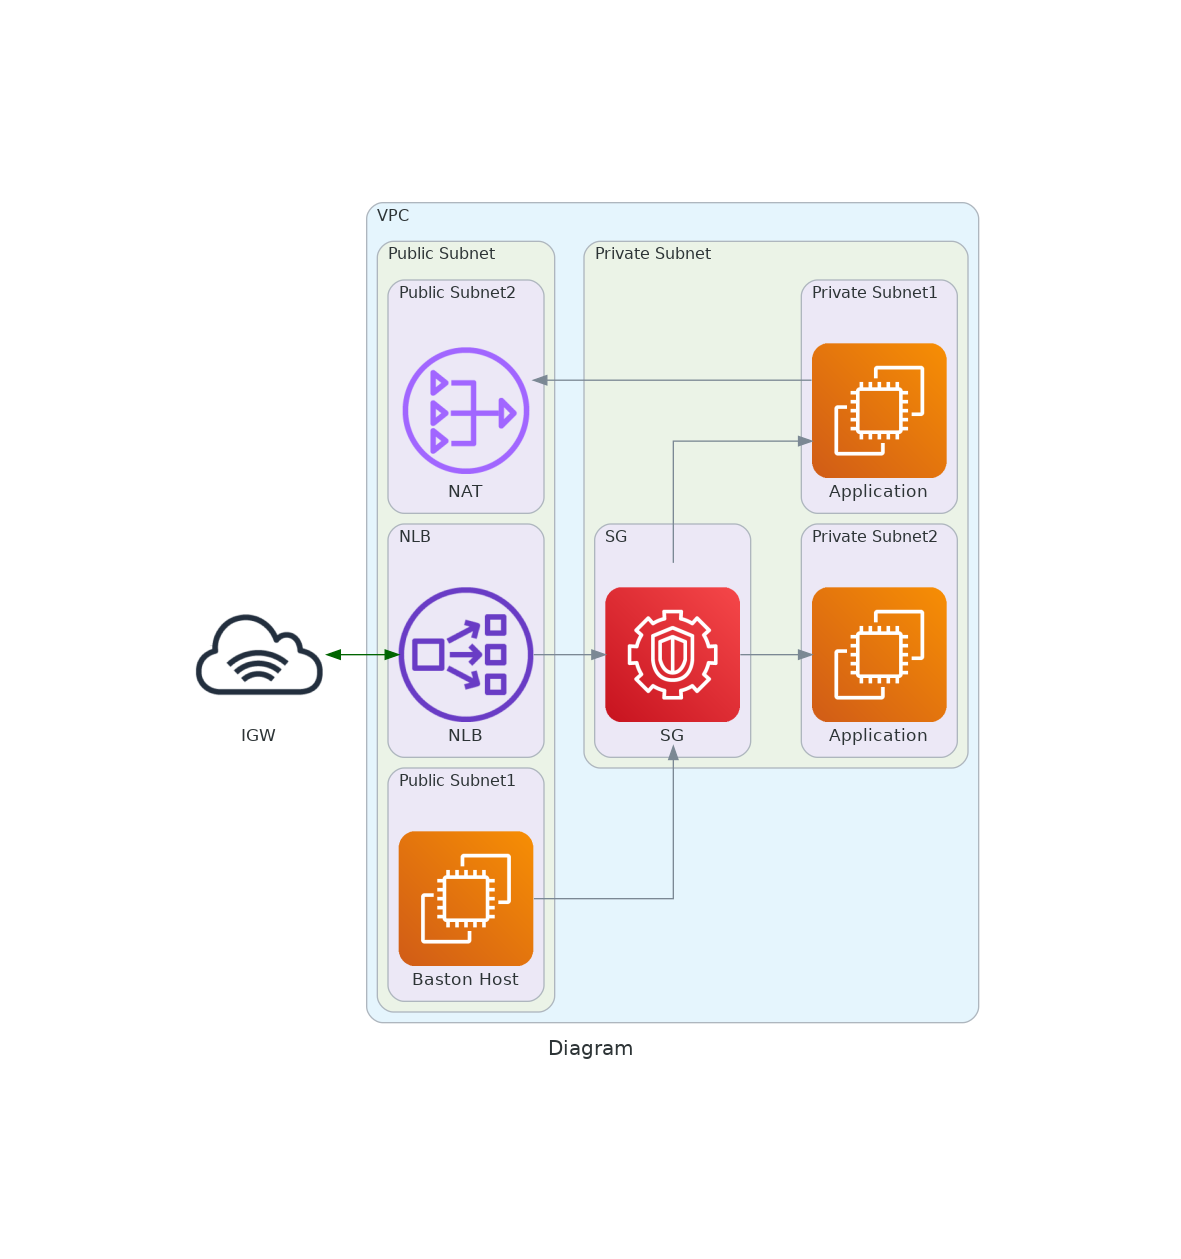 VPC
Public Subnet
Private Subnet
Public Subnet2
Private Subnet1
NAT
Application
NLB
SG
Private Subnet2
IGW
NLB
SG
Application
Public Subnet1
Baston Host
Diagram